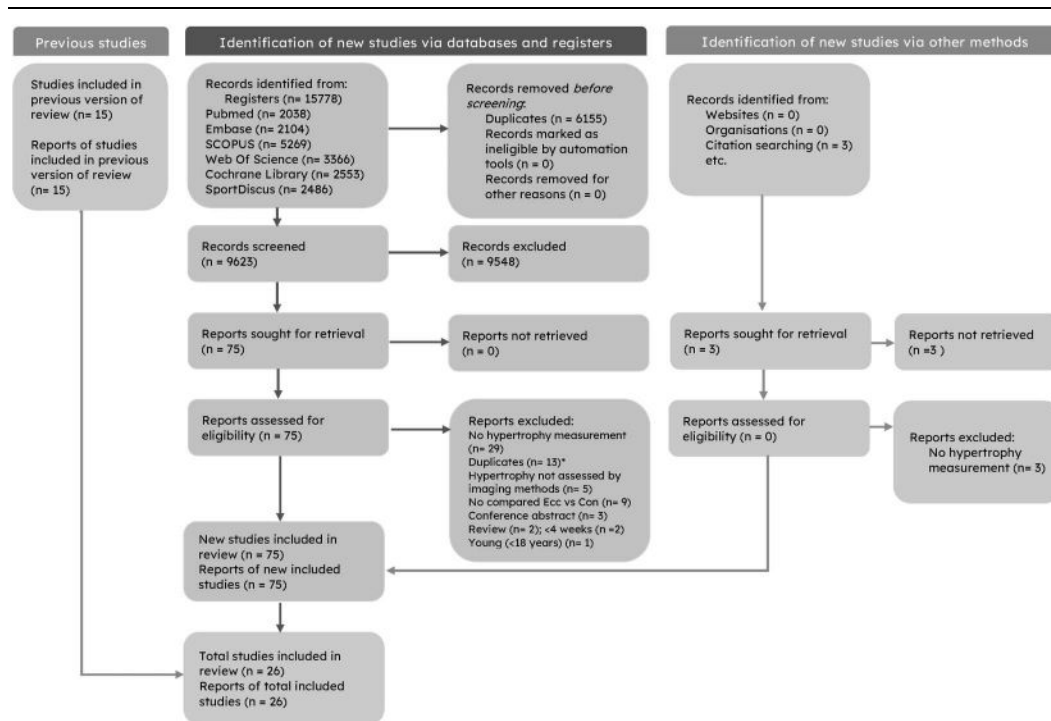 Previous studies
Identification of new studies via databases and registers
Identification of new studies via other methods
Studies included in
previous version of
review (n= 15)
Reports of studies
included in previous
version of review
(n= 15)
Records identified from:
Registers (n= 15778)
Pubmed (n= 2038)
Embase (n= 2104)
SCOPUS (n= 5269)
Web Of Science (n= 3366)
Cochrane Library (n= 2553)
SportDiscus (n= 2486)
Records removed before
screening:
Duplicates (n= 6155)
Records marked as
ineligible by automation
tools (n = 0)
Records removed for
other reasons (n = 0)
Records identified from:
Websites (n = 0)
Organisations (n = 0)
Citation searching (n = 3)
etc.
Records screened
(n = 9623)
Records excluded
(n = 9548)
Reports sought for retrieval
(n = 75)
Reports not retrieved
(n = 0)
Reports sought for retrieval
(n = 3)
Reports not retrieved
(n =3 )
Reports assessed for
eligibility (n = 75)
Reports excluded:
No hypertrophy measurement
(n= 29)
Duplicates (n= 13)*
Hypertrophy not assessed by
imaging methods (n= 5)
No compared Ecc vs Con (n= 9)
Conference abstract (n= 3)
Review (n= 2); <4 weeks (n =2)
Young (<18 years) (n= 1)
Reports assessed for
eligibility (n = 0)
Reports excluded:
No hypertrophy
measurement (n= 3)
New studies included in
review (n = 75)
Reports of new included
studies (n = 75)
Total studies included in
review (n = 26)
Reports of total included
studies (n = 26)